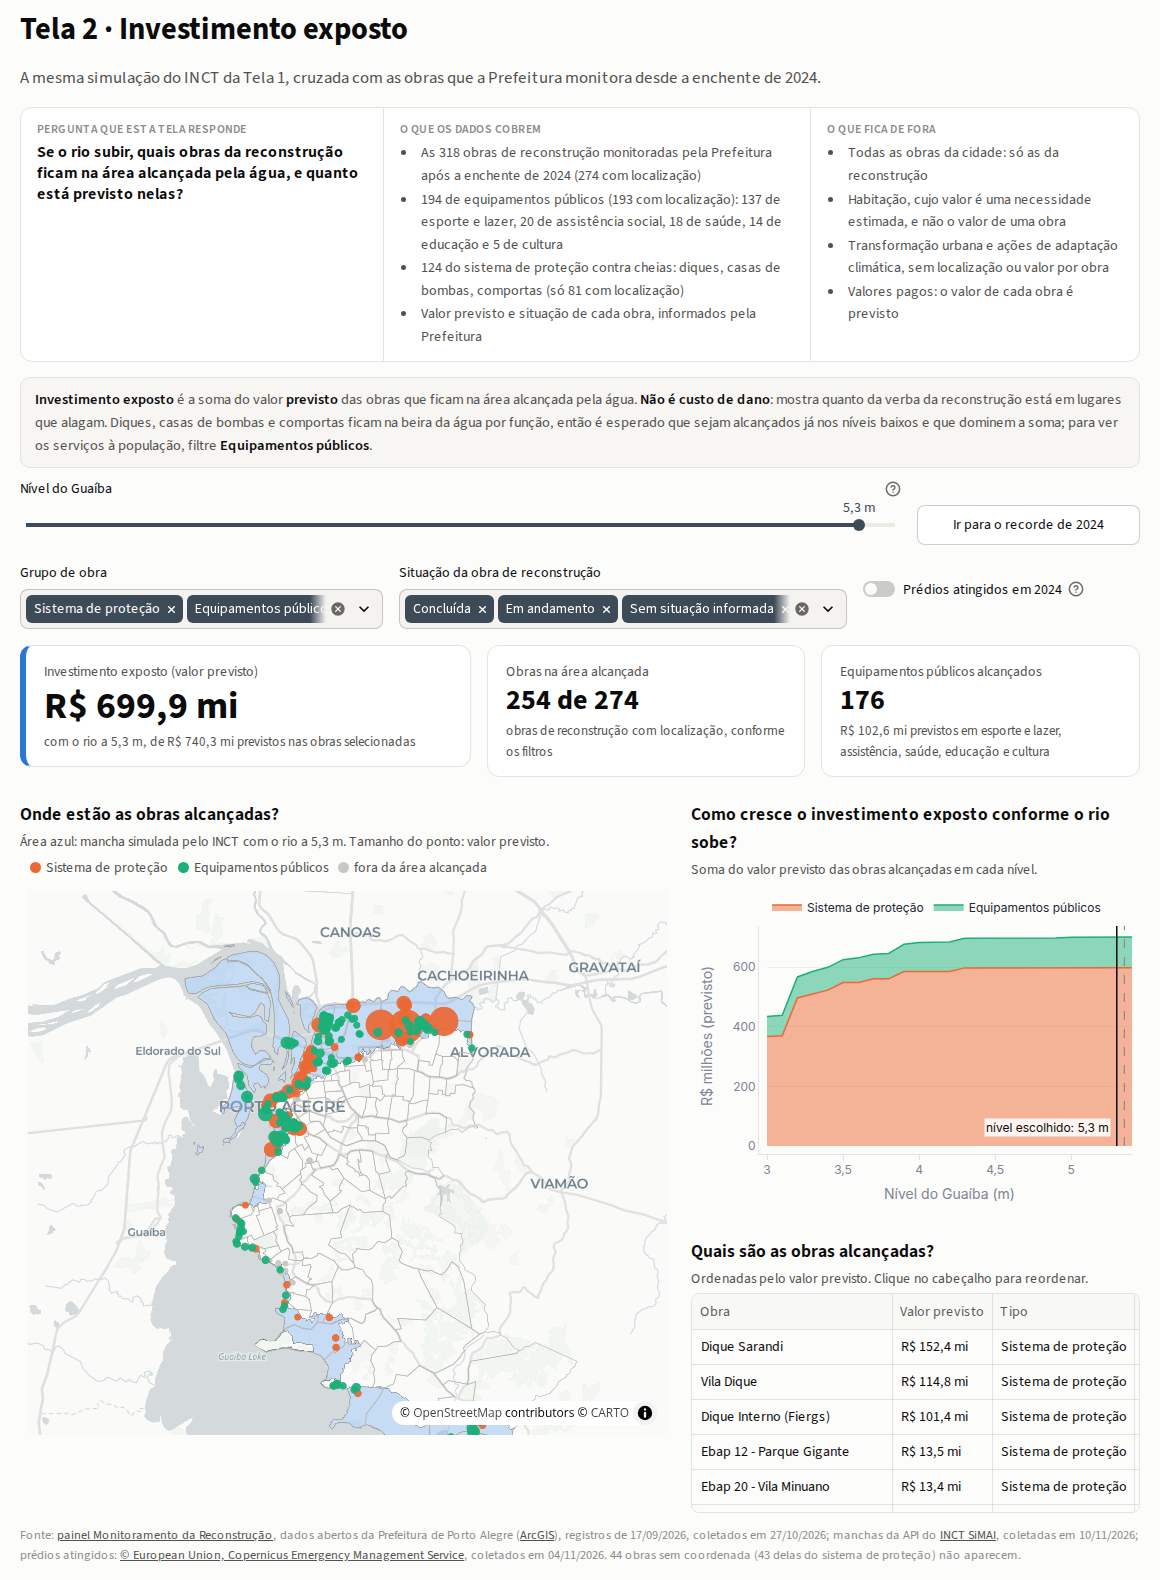 Tela 2 · Investimento exposto
A mesma simulação do INCT da Tela 1, cruzada com as obras que a Prefeitura monitora desde a enchente de 2024.
PERGUNTA QUE ESTA TELA RESPONDE
Se o rio subir, quais obras da reconstrução
ficam na área alcançada pela água, e quanto
está previsto nelas?
O QUE OS DADOS COBREM
• As 318 obras de reconstrução monitoradas pela Prefeitura
após a enchente de 2024 (274 com localização)
• 194 de equipamentos públicos (193 com localização): 137 de
esporte e lazer, 20 de assistência social, 18 de saúde, 14 de
educação e 5 de cultura
• 124 do sistema de proteção contra cheias: diques, casas de
bombas, comportas (só 81 com localização)
• Valor previsto e situação de cada obra, informados pela
Prefeitura
O QUE FICA DE FORA
• Todas as obras da cidade: só as da
reconstrução
• Habitação, cujo valor é uma necessidade
estimada, e não o valor de uma obra
• Transformação urbana e ações de adaptação
climática, sem localização ou valor por obra
• Valores pagos: o valor de cada obra é
previsto
Investimento exposto é a soma do valor previsto das obras que ficam na área alcançada pela água. Não é custo de dano: mostra quanto da verba da reconstrução está em lugares
que alagam. Diques, casas de bombas e comportas ficam na beira da água por função, então é esperado que sejam alcançados já nos níveis baixos e que dominem a soma; para ver
os serviços à população, filtre Equipamentos públicos.
Nível do Guaíba
5,3 m
Ir para o recorde de 2024
Grupo de obra
Sistema de proteção
Equipamentos público
Situação da obra de reconstrução
Concluída
Em andamento
Sem situação informada
Prédios atingidos em 2024
Investimento exposto (valor previsto)
R$ 699,9 mi
com o rio a 5,3 m, de R$ 740,3 mi previstos nas obras selecionadas
Obras na área alcançada
254 de 274
obras de reconstrução com localização, conforme
os filtros
Equipamentos públicos alcançados
176
R$ 102,6 mi previstos em esporte e lazer,
assistência, saúde, educação e cultura
Onde estão as obras alcançadas?
Área azul: mancha simulada pelo INCT com o rio a 5,3 m. Tamanho do ponto: valor previsto.
Sistema de proteção
Equipamentos públicos
fora da área alcançada
CANOAS
CACHOEIRINHA
GRAVATAÍ
Eldorado do Sul
ALVORADA
PORTO ALEGRE
VIAMÃO
Guaíba
Guaíba Lake
© OpenStreetMap contributors © CARTO
Como cresce o investimento exposto conforme o rio
sobe?
Soma do valor previsto das obras alcançadas em cada nível.
Sistema de proteção
Equipamentos públicos
R$ milhões (previsto)
600
400
200
0
nível escolhido: 5,3 m
3
3,5
4
4,5
5
Nível do Guaíba (m)
Quais são as obras alcançadas?
Ordenadas pelo valor previsto. Clique no cabeçalho para reordenar.
Obra Valor previsto Tipo
Dique Sarandi R$ 152,4 mi Sistema de proteção
Vila Dique R$ 114,8 mi Sistema de proteção
Dique Interno (Fiergs) R$ 101,4 mi Sistema de proteção
Ebap 12 - Parque Gigante R$ 13,5 mi Sistema de proteção
Ebap 20 - Vila Minuano R$ 13,4 mi Sistema de proteção
Fonte: painel Monitoramento da Reconstrução, dados abertos da Prefeitura de Porto Alegre (ArcGIS), registros de 17/09/2026, coletados em 27/10/2026; manchas da API do INCT SiMAI, coletadas em 10/11/2026;
prédios atingidos: © European Union, Copernicus Emergency Management Service, coletados em 04/11/2026. 44 obras sem coordenada (43 delas do sistema de proteção) não aparecem.